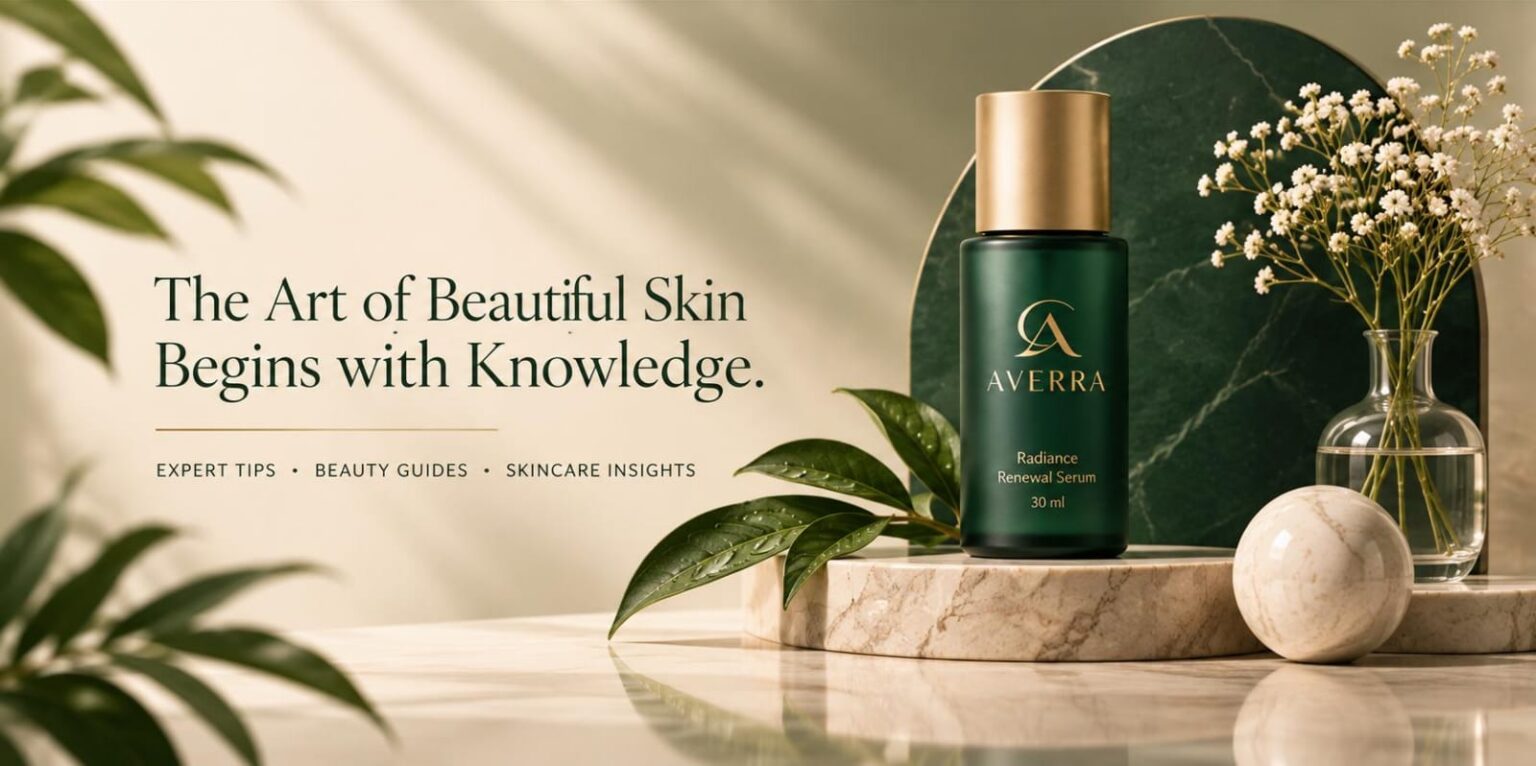 The Art of Beautiful Skin
Begins with Knowledge.
EXPERT TIPS • BEAUTY GUIDES • SKINCARE INSIGHTS
CA
AVERRA
Radiance
Renewal Serum
30 ml